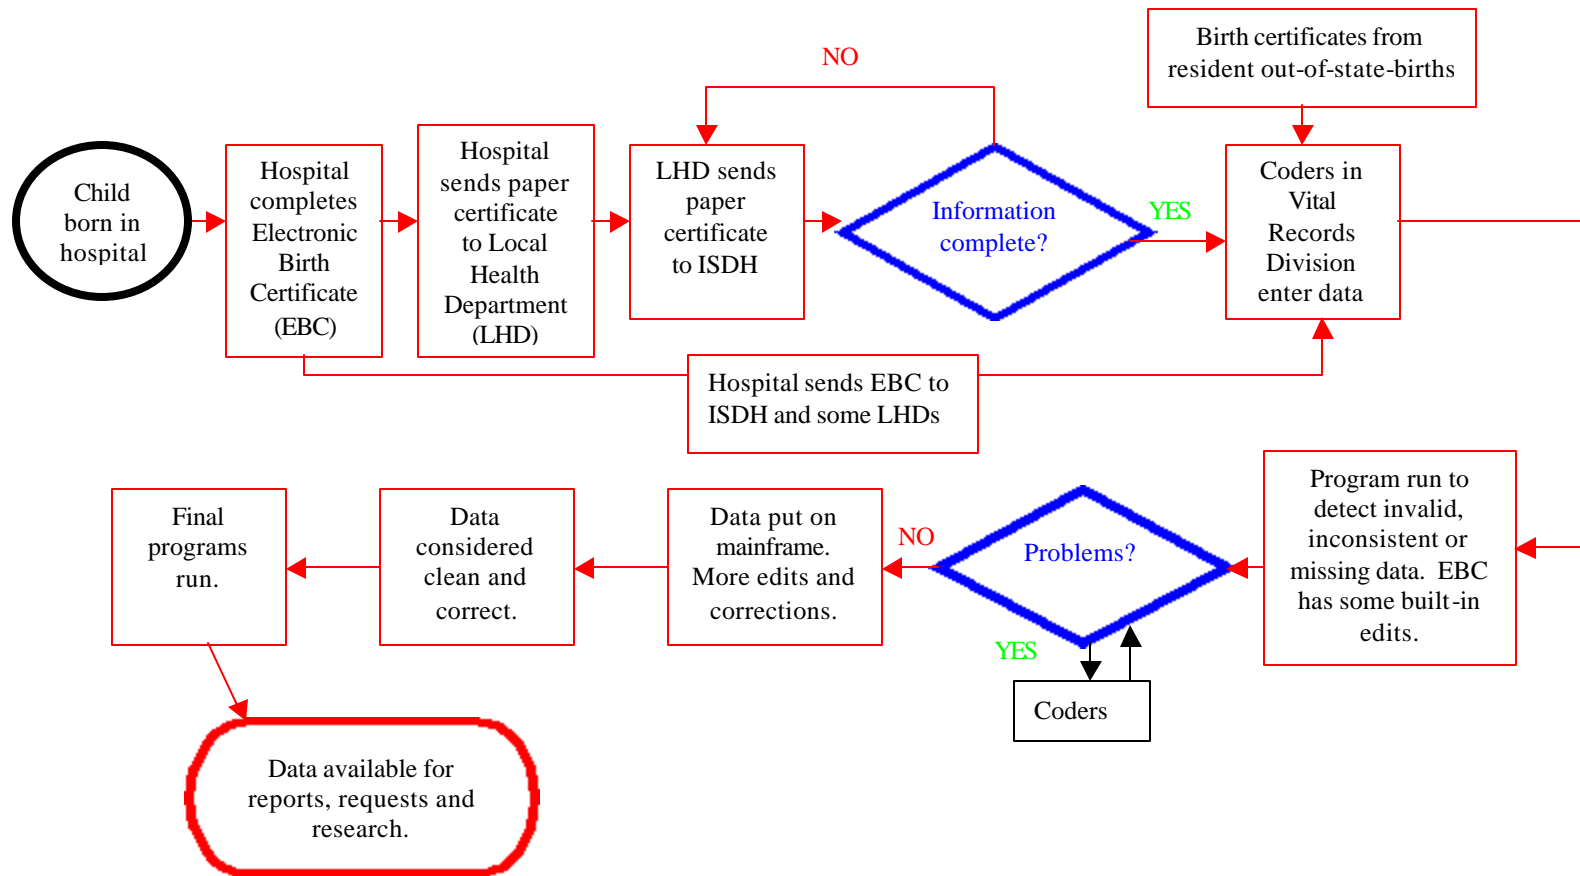 Birth certificates from
resident out-of-state-births
NO
Child
born in
hospital
Hospital
completes
Electronic
Birth
Certificate
(EBC)
Hospital
sends paper
certificate
to Local
Health
Department
(LHD)
LHD sends
paper
certificate
to ISDH
Information
complete?
YES
Coders in
Vital
Records
Division
enter data
Hospital sends EBC to
ISDH and some LHDs
Final
programs
run.
Data
considered
clean and
correct.
Data put on
mainframe.
More edits and
corrections.
NO
Problems?
YES
Coders
Program run to
detect invalid,
inconsistent or
missing data. EBC
has some built-in
edits.
Data available for
reports, requests and
research.